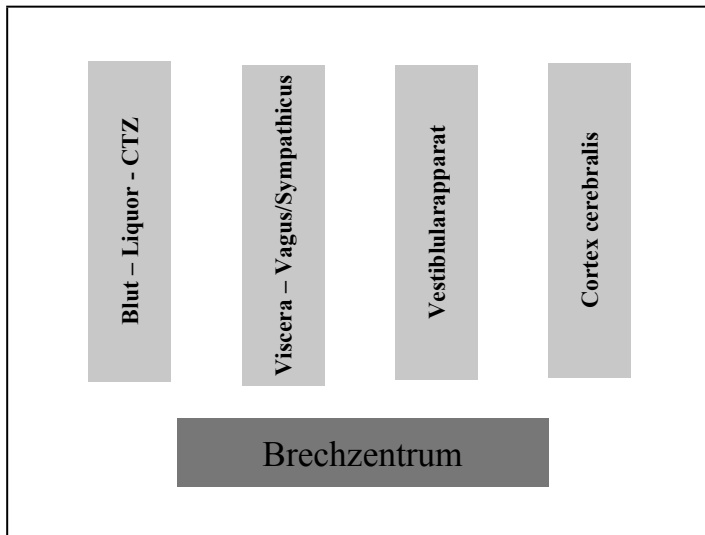 Blut – Liquor - CTZ
Viscera – Vagus/Sympathicus
Vestiblularapparat
Cortex cerebralis
Brechzentrum